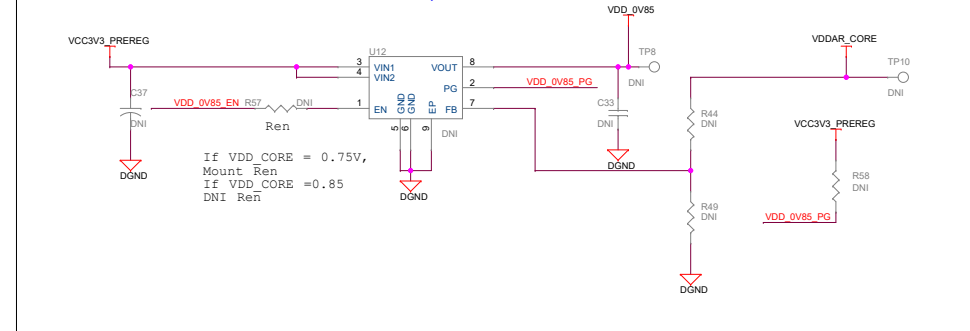 VDD_0V85
VCC3V3_PREREG
VDDAR_CORE
U12
TP8
TP10
3
VIN1
VOUT
8
4
VIN2
DNI
PG
2
VDD_0V85_PG
DNI
C37
VDD_0V85_EN
R57
DNI
1
EN
GND
GND
EP
FB
7
C33
R44
DNI
DNI
Ren
5
6
9
DNI
DNI
VCC3V3_PREREG
If VDD_CORE = 0.75V,
Mount Ren
If VDD_CORE =0.85
DNI Ren
DGND
DGND
DGND
R58
DNI
R49
DNI
VDD_0V85_PG
DGND